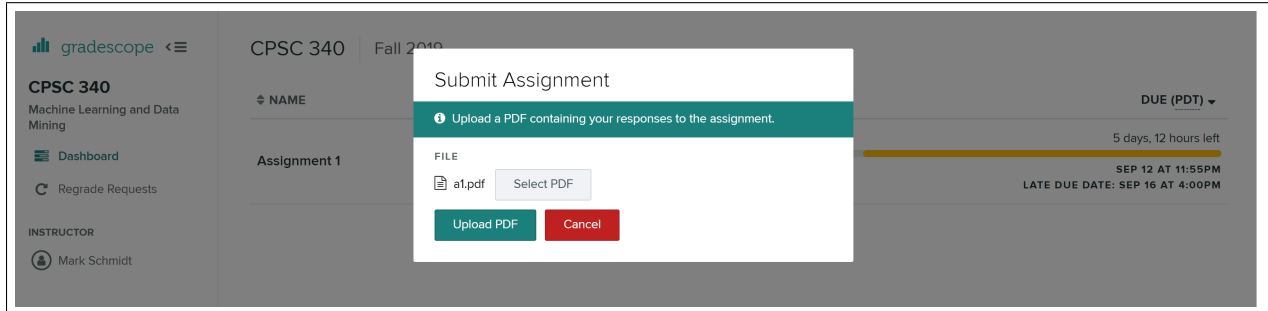 gradescope
CPSC 340
Machine Learning and Data
Mining
Dashboard
Regrade Requests
INSTRUCTOR
Mark Schmidt
CPSC 340 Fall 2019
NAME
DUE (PDT)
Assignment 1
5 days, 12 hours left
SEP 12 AT 11:55PM
LATE DUE DATE: SEP 16 AT 4:00PM
Submit Assignment
Upload a PDF containing your responses to the assignment.
FILE
a1.pdf Select PDF
Upload PDF Cancel